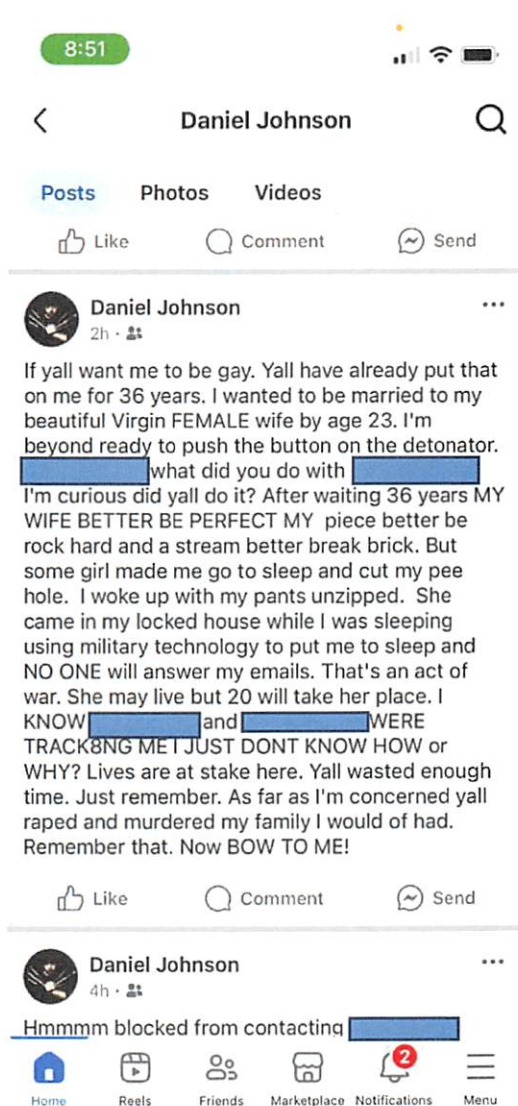 8:51
Daniel Johnson
Posts Photos Videos
Like Comment Send
Daniel Johnson
2h
If yall want me to be gay. Yall have already put that
on me for 36 years. I wanted to be married to my
beautiful Virgin FEMALE wife by age 23. I'm
beyond ready to push the button on the detonator.
what did you do with
I'm curious did yall do it? After waiting 36 years MY
WIFE BETTER BE PERFECT MY piece better be
rock hard and a stream better break brick. But
some girl made me go to sleep and cut my pee
hole. I woke up with my pants unzipped. She
came in my locked house while I was sleeping
using military technology to put me to sleep and
NO ONE will answer my emails. That's an act of
war. She may live but 20 will take her place. I
KNOW and WERE
TRACK8NG ME I JUST DONT KNOW HOW or
WHY? Lives are at stake here. Yall wasted enough
time. Just remember. As far as I'm concerned yall
raped and murdered my family I would of had.
Remember that. Now BOW TO ME!
Like Comment Send
Daniel Johnson
4h
Hmmmm blocked from contacting
2
Home Reels Friends Marketplace Notifications Menu